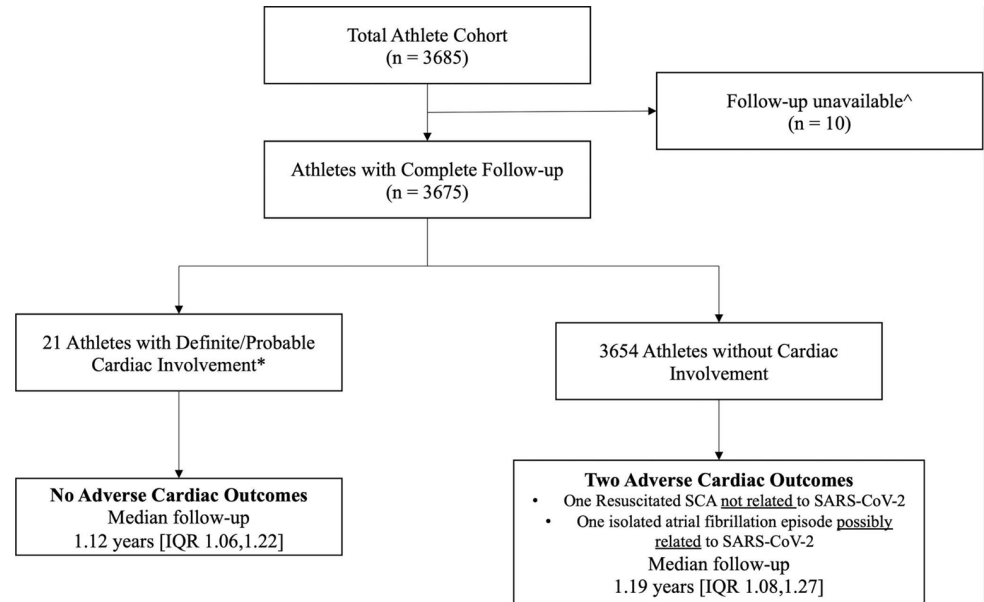 Total Athlete Cohort
(n = 3685)
Follow-up unavailable^
(n = 10)
Athletes with Complete Follow-up
(n = 3675)
21 Athletes with Definite/Probable
Cardiac Involvement*
3654 Athletes without Cardiac
Involvement
No Adverse Cardiac Outcomes
Median follow-up
1.12 years [IQR 1.06,1.22]
Two Adverse Cardiac Outcomes
• One Resuscitated SCA not related to SARS-CoV-2
• One isolated atrial fibrillation episode possibly
related to SARS-CoV-2
Median follow-up
1.19 years [IQR 1.08,1.27]